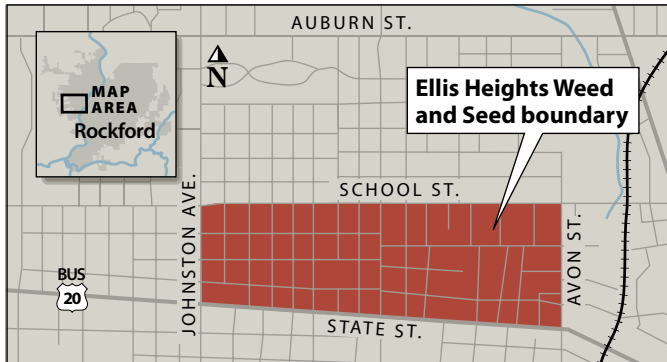 AUBURN ST.
MAP
AREA
Rockford
N
Ellis Heights Weed
and Seed boundary
SCHOOL ST.
JOHNSTON AVE.
AVON ST.
BUS
20
STATE ST.